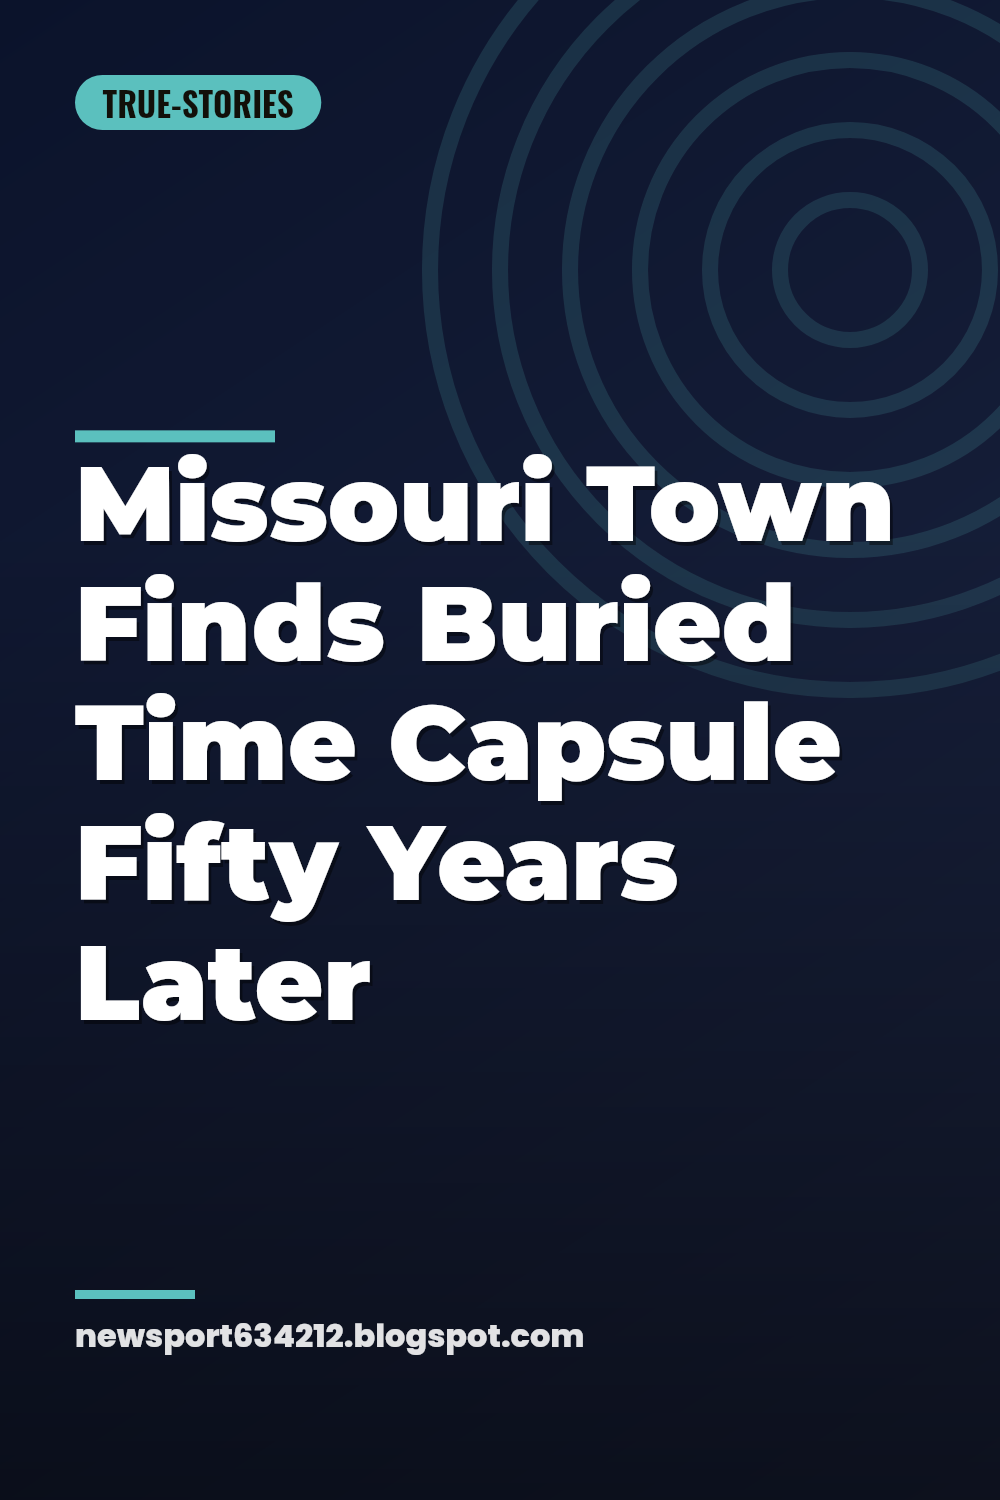 TRUE-STORIES
Missouri Town
Finds Buried
Time Capsule
Fifty Years
Later
newsport634212.blogspot.com